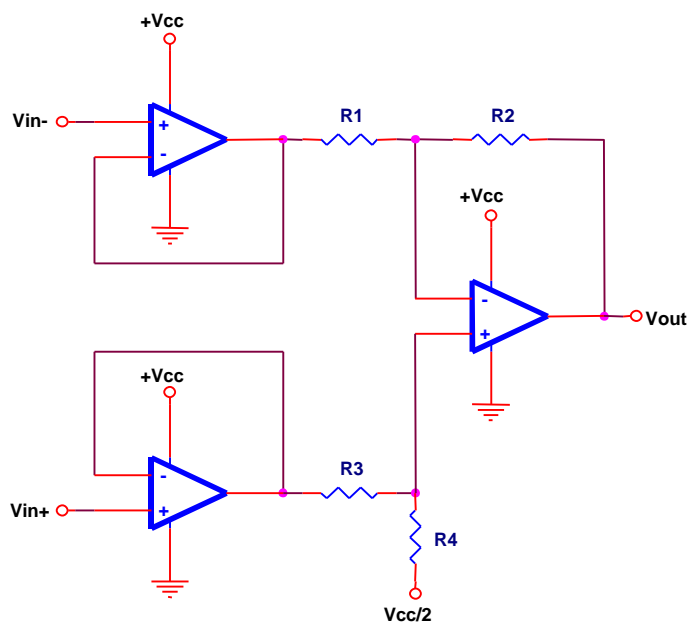 +Vcc
R1
R2
Vin-
+
-
+Vcc
-
+
Vout
+Vcc
R3
-
+
Vin+
R4
Vcc/2